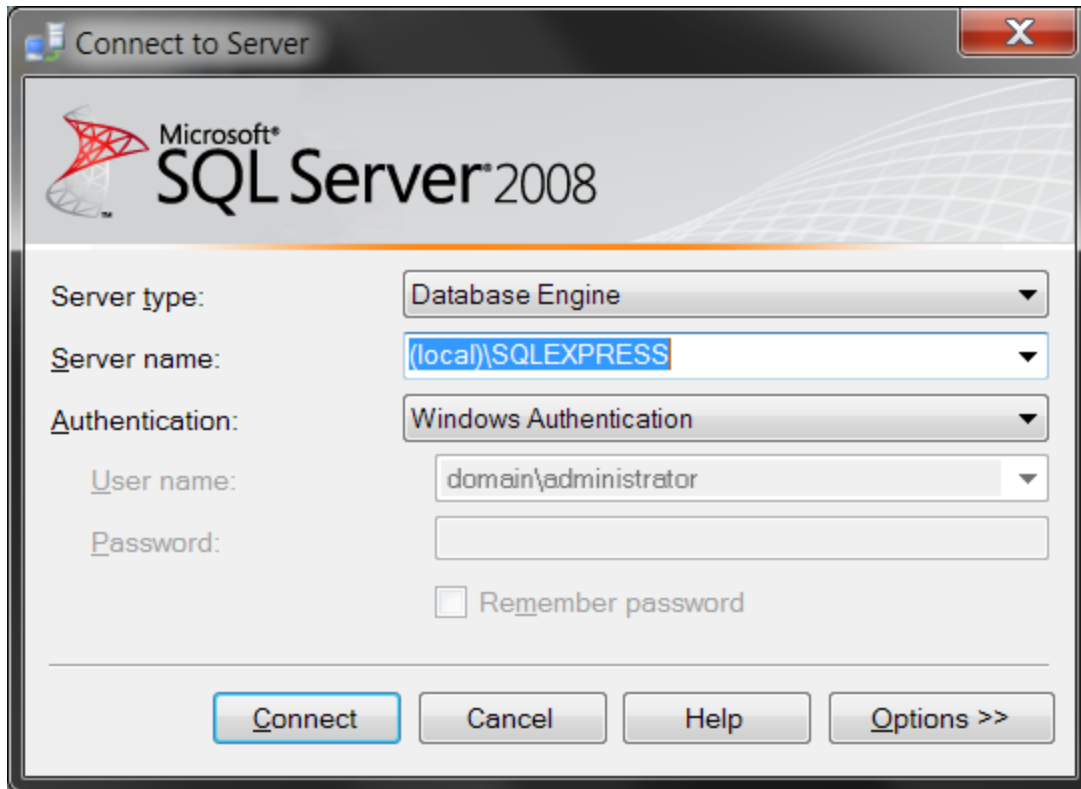 Connect to Server
Microsoft®
SQL Server® 2008
™
Server type: Database Engine
Server name: (local)\SQLEXPRESS
Authentication: Windows Authentication
User name: domain\administrator
Password:
Remember password
Connect Cancel Help Options >>